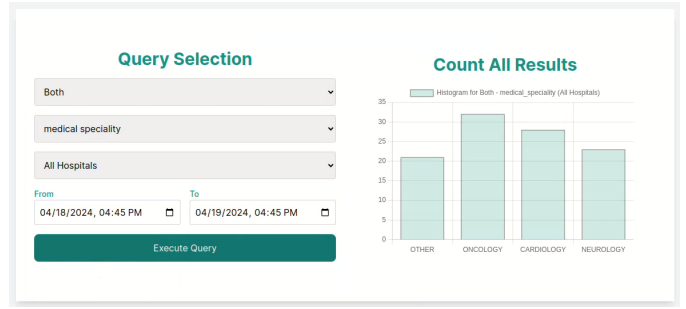 Query Selection
Both
medical speciality
All Hospitals
From
To
04/18/2024, 04:45 PM
04/19/2024, 04:45 PM
Execute Query
Count All Results
Histogram for Both - medical_speciality (All Hospitals)
35
30
25
20
15
10
5
0
OTHER ONCOLOGY CARDIOLOGY NEUROLOGY